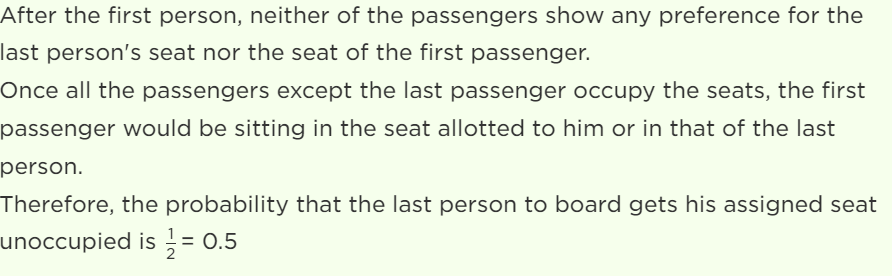 After the first person, neither of the passengers show any preference for the
last person's seat nor the seat of the first passenger.
Once all the passengers except the last passenger occupy the seats, the first
passenger would be sitting in the seat allotted to him or in that of the last
person.
Therefore, the probability that the last person to board gets his assigned seat
unoccupied is 1/2 = 0.5